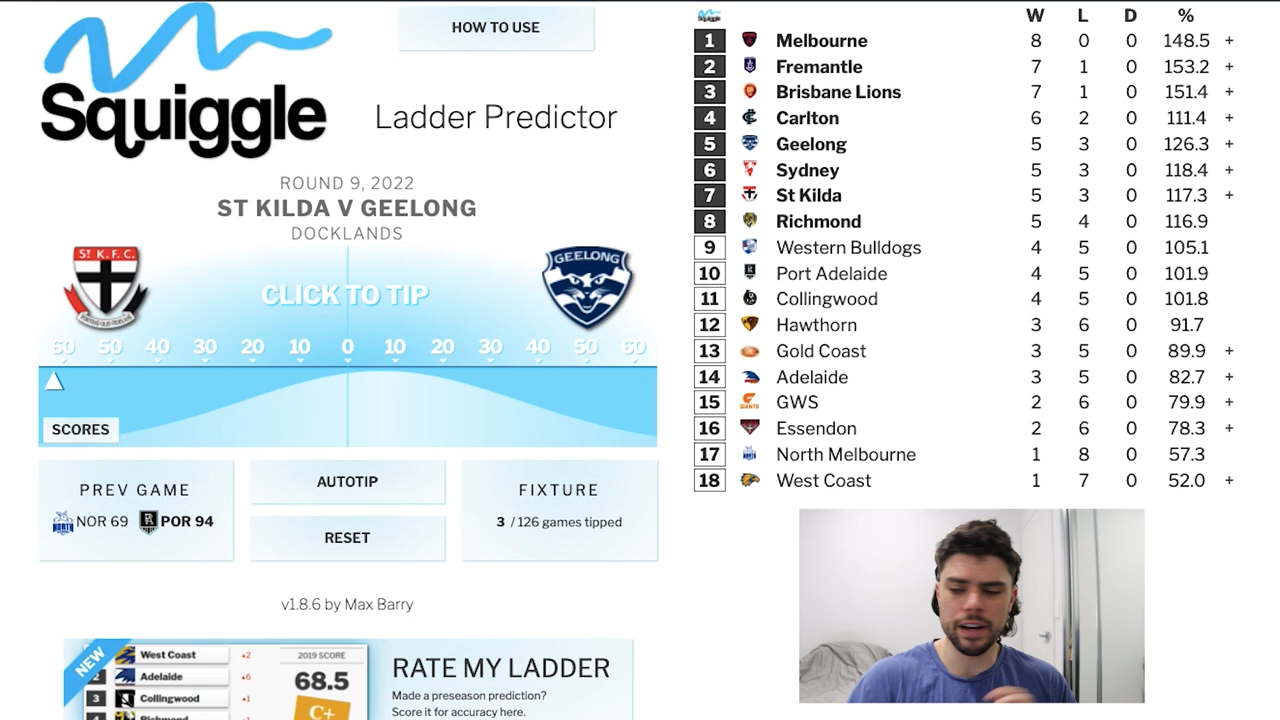 Squiggle
HOW TO USE
Ladder Predictor
ROUND 9, 2022
ST KILDA V GEELONG
DOCKLANDS
ST K.F.C.
GEELONG
CLICK TO TIP
60 50 40 30 20 10 0 10 20 30 40 50 60
SCORES
PREV GAME
NOR 69 POR 94
AUTOTIP
RESET
FIXTURE
3 / 126 games tipped
v1.8.6 by Max Barry
NEW
West Coast 2
2 Adelaide 6
3 Collingwood 1
4 Richmond
2019 SCORE
68.5
C+
RATE MY LADDER
Made a preseason prediction?
Score it for accuracy here.
Squiggle W L D %
1 Melbourne 8 0 0 148.5 +
2 Fremantle 7 1 0 153.2 +
3 Brisbane Lions 7 1 0 151.4 +
4 Carlton 6 2 0 111.4 +
5 Geelong 5 3 0 126.3 +
6 Sydney 5 3 0 118.4 +
7 St Kilda 5 3 0 117.3 +
8 Richmond 5 4 0 116.9
9 Western Bulldogs 4 5 0 105.1
10 Port Adelaide 4 5 0 101.9
11 Collingwood 4 5 0 101.8
12 Hawthorn 3 6 0 91.7
13 Gold Coast 3 5 0 89.9 +
14 Adelaide 3 5 0 82.7 +
15 GWS 2 6 0 79.9 +
16 Essendon 2 6 0 78.3 +
17 North Melbourne 1 8 0 57.3
18 West Coast 1 7 0 52.0 +